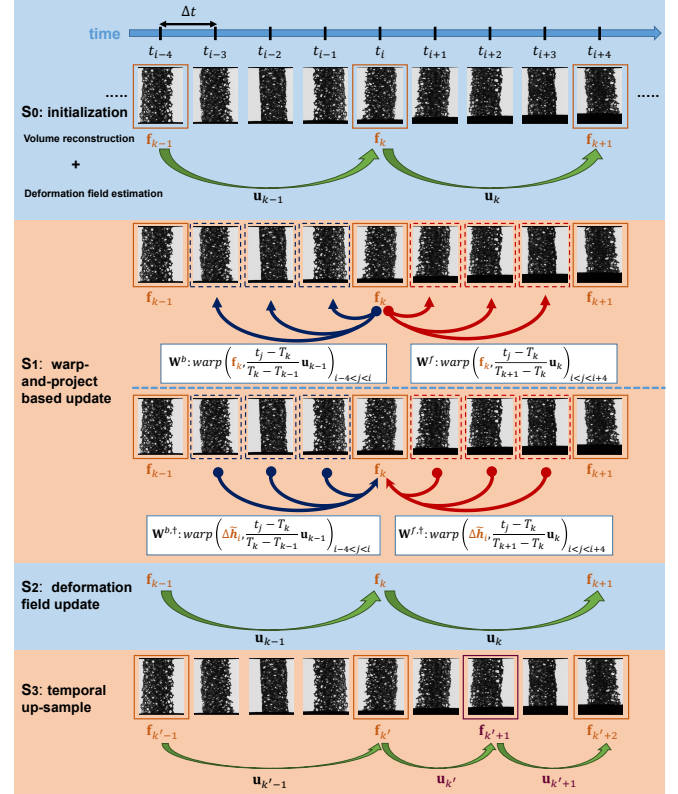 Δt
time
t_{i−4} t_{i−3} t_{i−2} t_{i−1} t_i t_{i+1} t_{i+2} t_{i+3} t_{i+4}
..... .....
S0: initialization
Volume reconstruction
+
Deformation field estimation
f_{k−1} f_k f_{k+1}
u_{k−1} u_k
f_{k−1} f_k f_{k+1}
W^b: warp(f_k, \frac{t_j − T_k}{T_k − T_{k−1}} u_{k−1})_{i−4<j<i} W^f: warp(f_k, \frac{t_j − T_k}{T_{k+1} − T_k} u_k)_{i<j<i+4}
S1: warp-
and-project
based update
f_{k−1} f_k f_{k+1}
W^{b,†}: warp(Δ\widetilde{h}_i, \frac{t_j − T_k}{T_k − T_{k−1}} u_{k−1})_{i−4<j<i} W^{f,†}: warp(Δ\widetilde{h}_i, \frac{t_j − T_k}{T_{k+1} − T_k} u_k)_{i<j<i+4}
S2: deformation
field update
f_{k−1} f_k f_{k+1}
u_{k−1} u_k
S3: temporal
up-sample
f_{k′−1} f_{k′} f_{k′+1} f_{k′+2}
u_{k′−1} u_{k′} u_{k′+1}